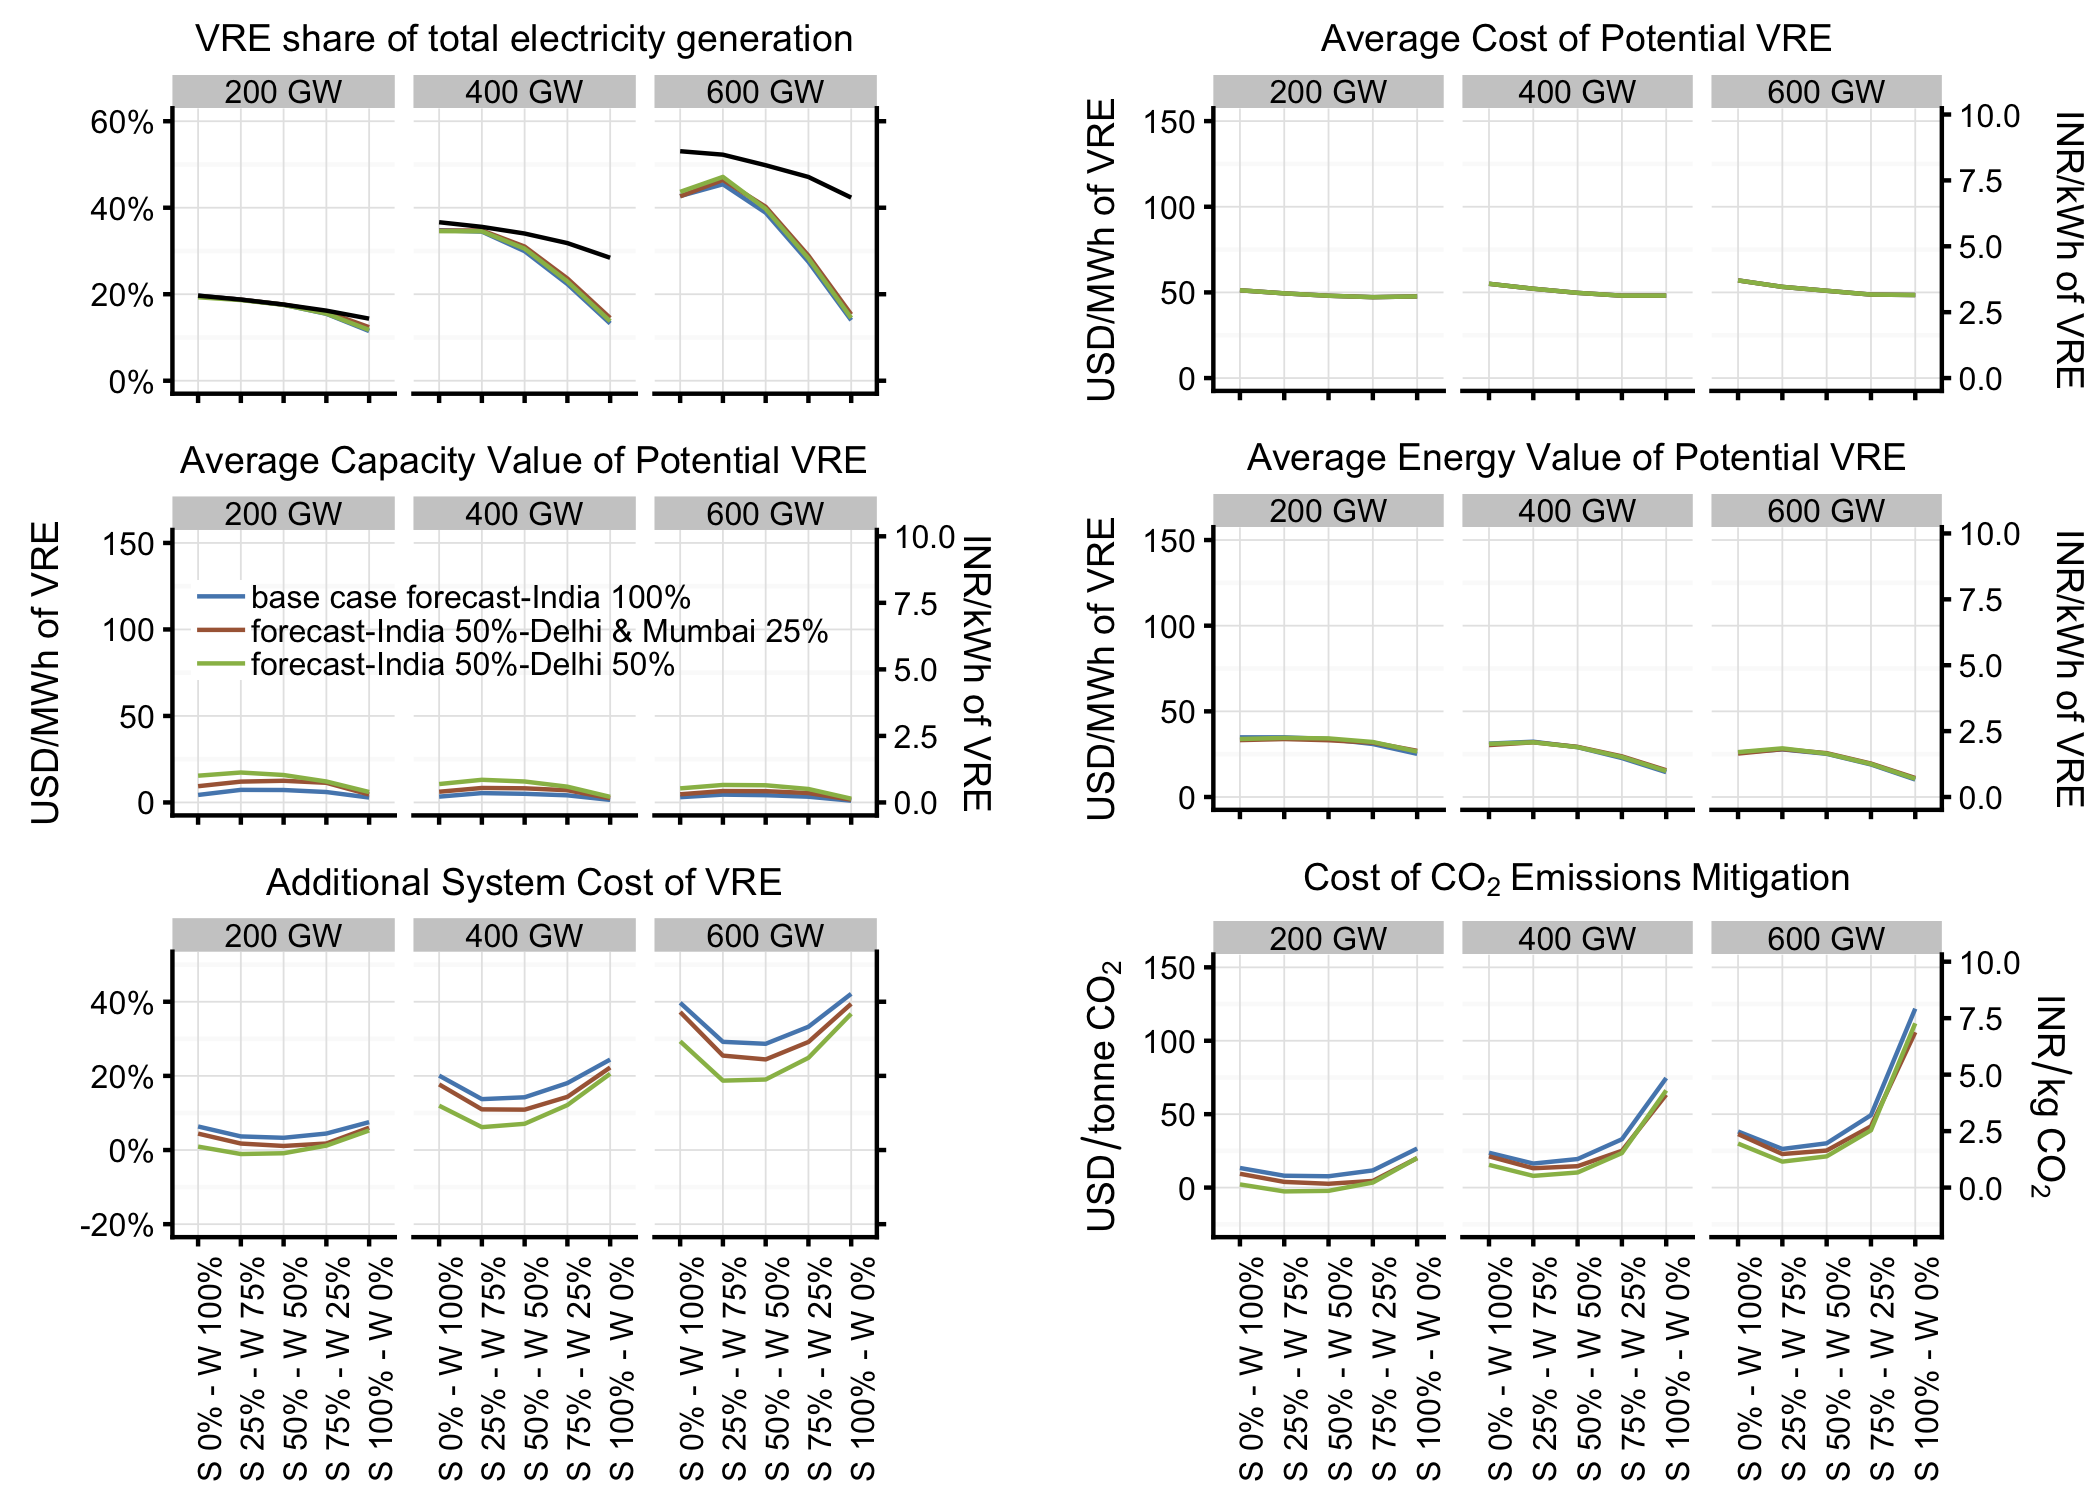 VRE share of total electricity generation
200 GW 400 GW 600 GW
60%
40%
20%
0%
Average Cost of Potential VRE
200 GW 400 GW 600 GW
USD/MWh of VRE
150
100
50
0
10.0
7.5
5.0
2.5
0.0
INR/kWh of VRE
Average Capacity Value of Potential VRE
200 GW 400 GW 600 GW
USD/MWh of VRE
150
100
50
0
base case forecast-India 100%
forecast-India 50%-Delhi & Mumbai 25%
forecast-India 50%-Delhi 50%
10.0
7.5
5.0
2.5
0.0
INR/kWh of VRE
Average Energy Value of Potential VRE
200 GW 400 GW 600 GW
USD/MWh of VRE
150
100
50
0
10.0
7.5
5.0
2.5
0.0
INR/kWh of VRE
Additional System Cost of VRE
200 GW 400 GW 600 GW
40%
20%
0%
-20%
S 0% - W 100%
S 25% - W 75%
S 50% - W 50%
S 75% - W 25%
S 100% - W 0%
S 0% - W 100%
S 25% - W 75%
S 50% - W 50%
S 75% - W 25%
S 100% - W 0%
S 0% - W 100%
S 25% - W 75%
S 50% - W 50%
S 75% - W 25%
S 100% - W 0%
Cost of CO₂ Emissions Mitigation
200 GW 400 GW 600 GW
USD/tonne CO₂
150
100
50
0
10.0
7.5
5.0
2.5
0.0
INR/kg CO₂
S 0% - W 100%
S 25% - W 75%
S 50% - W 50%
S 75% - W 25%
S 100% - W 0%
S 0% - W 100%
S 25% - W 75%
S 50% - W 50%
S 75% - W 25%
S 100% - W 0%
S 0% - W 100%
S 25% - W 75%
S 50% - W 50%
S 75% - W 25%
S 100% - W 0%